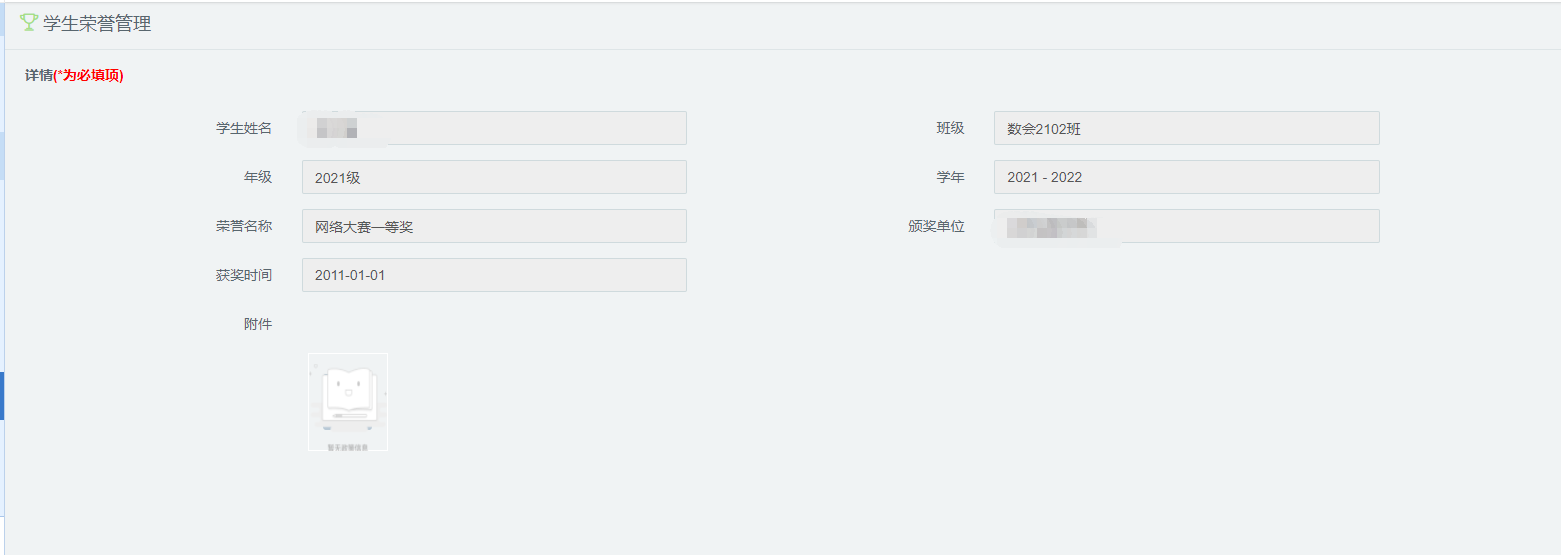 学生荣誉管理
详情(*为必填项)
学生姓名
班级 数会2102班
年级 2021级
学年 2021 - 2022
荣誉名称 网络大赛一等奖
颁奖单位
获奖时间 2011-01-01
附件